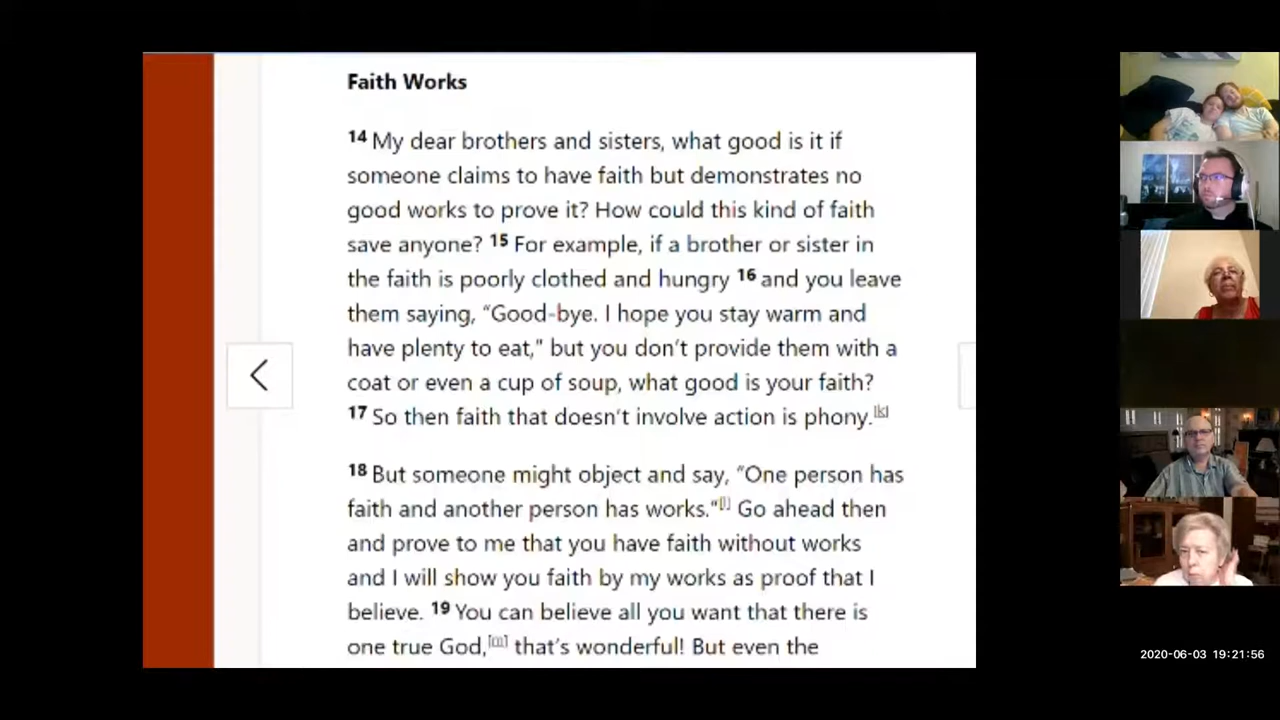 Faith Works
14 My dear brothers and sisters, what good is it if
someone claims to have faith but demonstrates no
good works to prove it? How could this kind of faith
save anyone? 15 For example, if a brother or sister in
the faith is poorly clothed and hungry 16 and you leave
them saying, “Good-bye. I hope you stay warm and
have plenty to eat,” but you don’t provide them with a
coat or even a cup of soup, what good is your faith?
17 So then faith that doesn’t involve action is phony.[k]
18 But someone might object and say, “One person has
faith and another person has works.”[l] Go ahead then
and prove to me that you have faith without works
and I will show you faith by my works as proof that I
believe. 19 You can believe all you want that there is
one true God,[m] that’s wonderful! But even the
2020-06-03 19:21:56